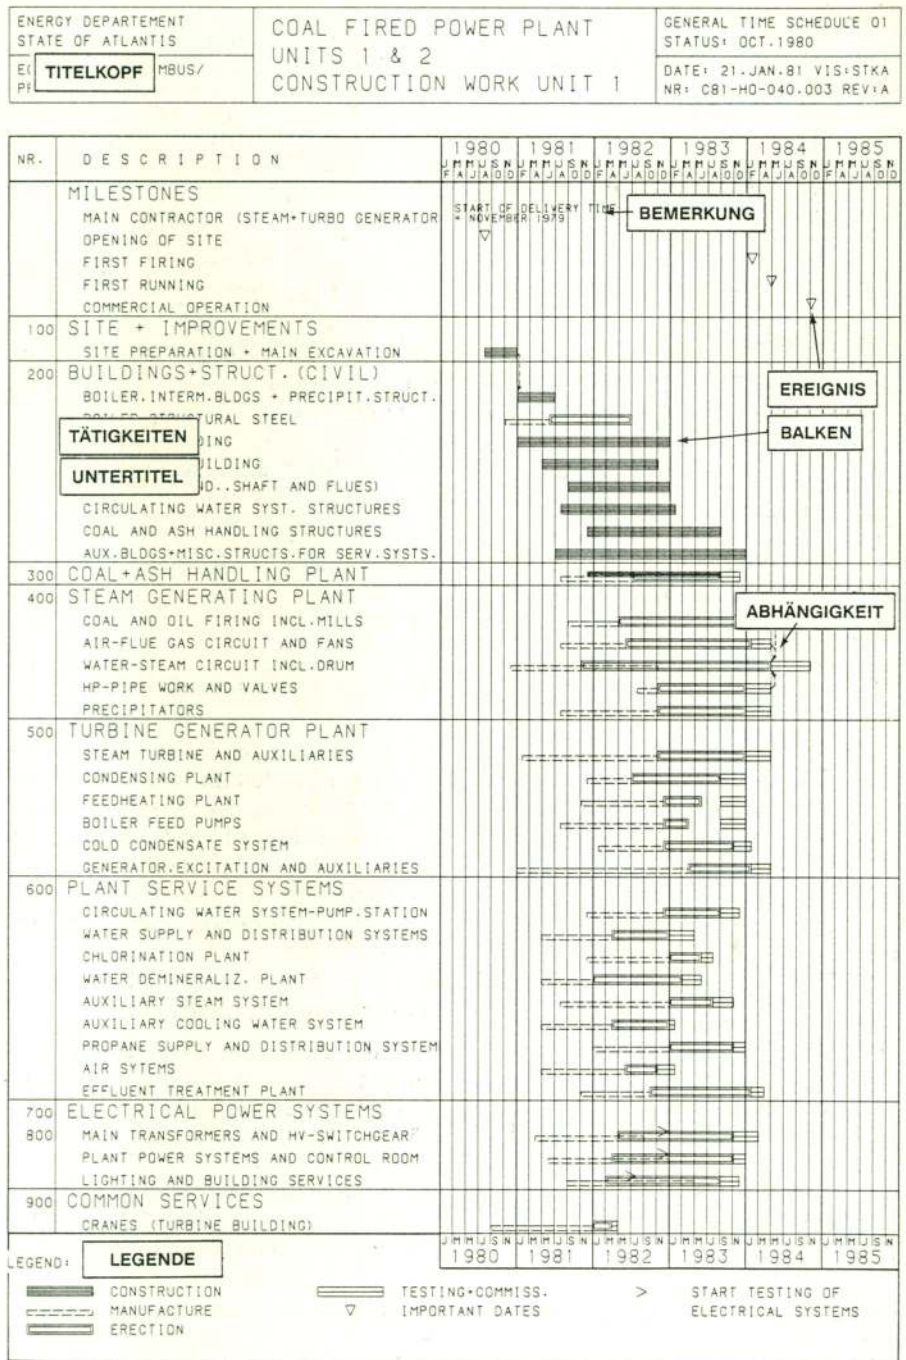 ENERGY DEPARTEMENT
STATE OF ATLANTIS
TITELKOPF MBUS/
COAL FIRED POWER PLANT
UNITS 1 & 2
CONSTRUCTION WORK UNIT 1
GENERAL TIME SCHEDULE 01
STATUS: OCT.1980
DATE: 21.JAN.81 VIS:STKA
NR: C81-HO-040.003 REV:A
NR. DESCRIPTION 1980 1981 1982 1983 1984 1985
J M M J S N J M M J S N J M M J S N J M M J S N J M M J S N J M M J S N
F A J A O D F A J A O D F A J A O D F A J A O D F A J A O D F A J A O D
MILESTONES
MAIN CONTRACTOR (STEAM+TURBO GENERATOR START OF DELIVERY TIME
= NOVEMBER 1979
BEMERKUNG
OPENING OF SITE
FIRST FIRING
FIRST RUNNING
COMMERCIAL OPERATION
100 SITE + IMPROVEMENTS
SITE PREPARATION + MAIN EXCAVATION
200 BUILDINGS+STRUCT.(CIVIL)
EREIGNIS
BOILER.INTERM.BLDGS + PRECIPIT.STRUCT.
URAL STEEL
TÄTIGKEITEN DING
BALKEN
UILDING
UNTERTITEL ND..SHAFT AND FLUES)
CIRCULATING WATER SYST. STRUCTURES
COAL AND ASH HANDLING STRUCTURES
AUX.BLDGS+MISC.STRUCTS.FOR SERV.SYSTS.
300 COAL+ASH HANDLING PLANT
400 STEAM GENERATING PLANT
ABHÄNGIGKEIT
COAL AND OIL FIRING INCL.MILLS
AIR-FLUE GAS CIRCUIT AND FANS
WATER-STEAM CIRCUIT INCL.DRUM
HP-PIPE WORK AND VALVES
PRECIPITATORS
500 TURBINE GENERATOR PLANT
STEAM TURBINE AND AUXILIARIES
CONDENSING PLANT
FEEDHEATING PLANT
BOILER FEED PUMPS
COLD CONDENSATE SYSTEM
GENERATOR.EXCITATION AND AUXILIARIES
600 PLANT SERVICE SYSTEMS
CIRCULATING WATER SYSTEM-PUMP.STATION
WATER SUPPLY AND DISTRIBUTION SYSTEMS
CHLORINATION PLANT
WATER DEMINERALIZ. PLANT
AUXILIARY STEAM SYSTEM
AUXILIARY COOLING WATER SYSTEM
PROPANE SUPPLY AND DISTRIBUTION SYSTEM
AIR SYTEMS
EFFLUENT TREATMENT PLANT
700 ELECTRICAL POWER SYSTEMS
800 MAIN TRANSFORMERS AND HV-SWITCHGEAR
PLANT POWER SYSTEMS AND CONTROL ROOM
LIGHTING AND BUILDING SERVICES
900 COMMON SERVICES
CRANES (TURBINE BUILDING)
J M M J S N J M M J S N J M M J S N J M M J S N J M M J S N J M M J S N
1980 1981 1982 1983 1984 1985
LEGEND: LEGENDE
CONSTRUCTION
MANUFACTURE
ERECTION
TESTING+COMMISS.
▽ IMPORTANT DATES
> START TESTING OF
ELECTRICAL SYSTEMS